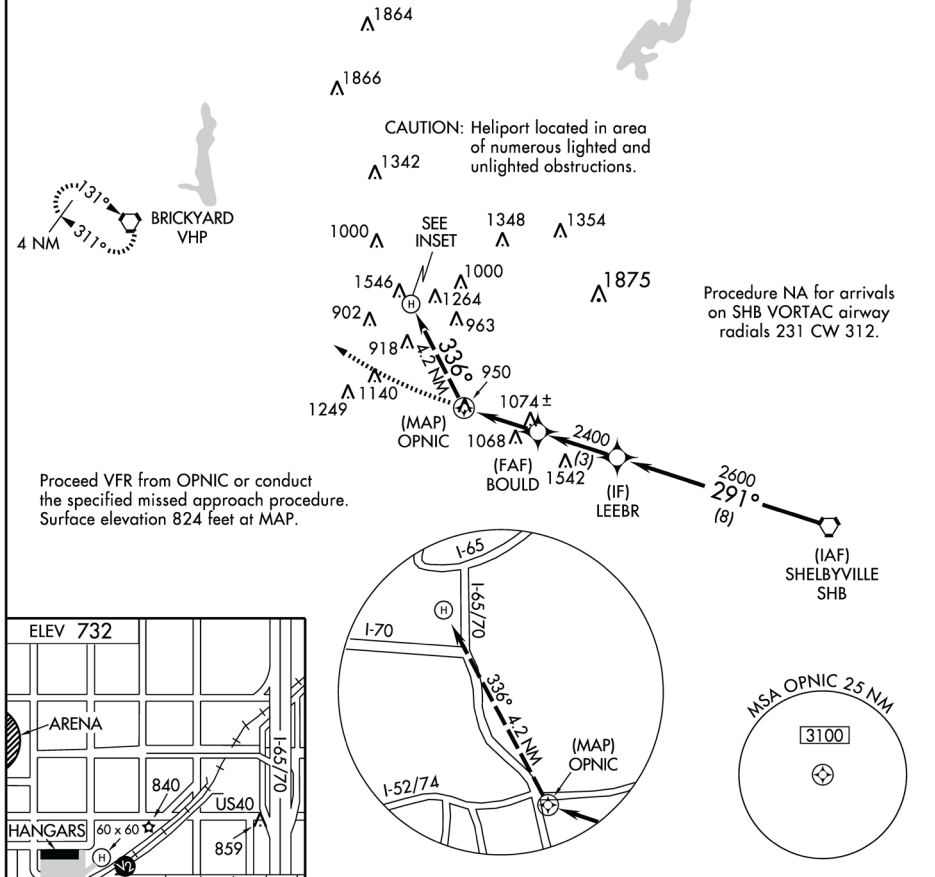 1864
1866
CAUTION: Heliport located in area
of numerous lighted and
unlighted obstructions.
1342
131°
311°
4 NM
BRICKYARD
VHP
SEE
INSET
1000
1348
1354
1546
1000
1264
1875
902
963
918
Procedure NA for arrivals
on SHB VORTAC airway
radials 231 CW 312.
336°
4.2 NM
950
1140
1249
(MAP)
OPNIC
1074±
1068
2400
(3)
1542
(FAF)
BOULD
(IF)
LEEBR
2600
291°
(8)
(IAF)
SHELBYVILLE
SHB
Proceed VFR from OPNIC or conduct
the specified missed approach procedure.
Surface elevation 824 feet at MAP.
I-65
H
I-65/70
I-70
336° 4.2 NM
(MAP)
OPNIC
I-52/74
ELEV 732
ARENA
I-65/70
840
US40
HANGARS
60 x 60
859
H
V2
MSA OPNIC 25 NM
3100
H